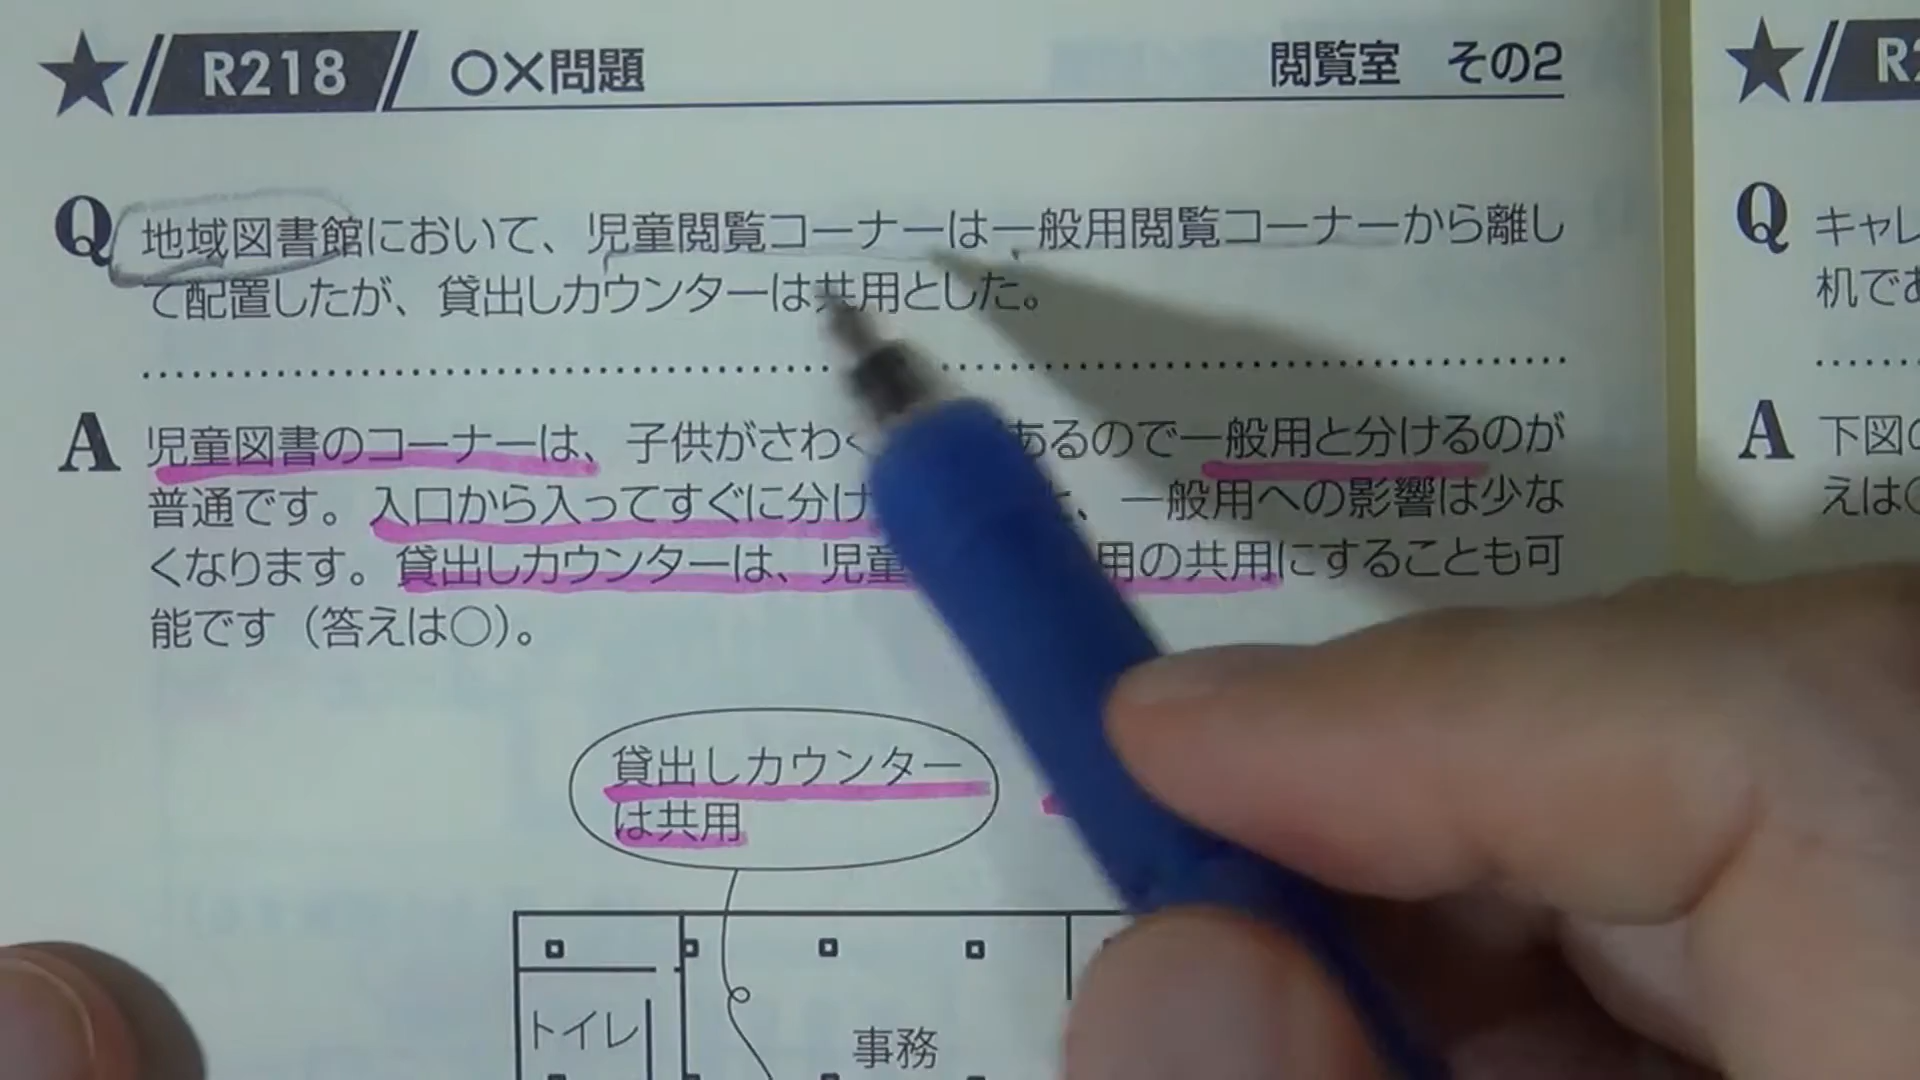 ★ R218 ○×問題 閲覧室 その2
Q 地域図書館において、児童閲覧コーナーは一般用閲覧コーナーから離し
て配置したが、貸出しカウンターは共用とした。
A 児童図書のコーナーは、子供がさわ あるので一般用と分けるのが
普通です。入口から入ってすぐに分け 、一般用への影響は少な
くなります。貸出しカウンターは、児童 用の共用にすることも可
能です（答えは○）。
貸出しカウンター
は共用
トイレ
事務
★
Q キャレ
机であ
A 下図の
えは